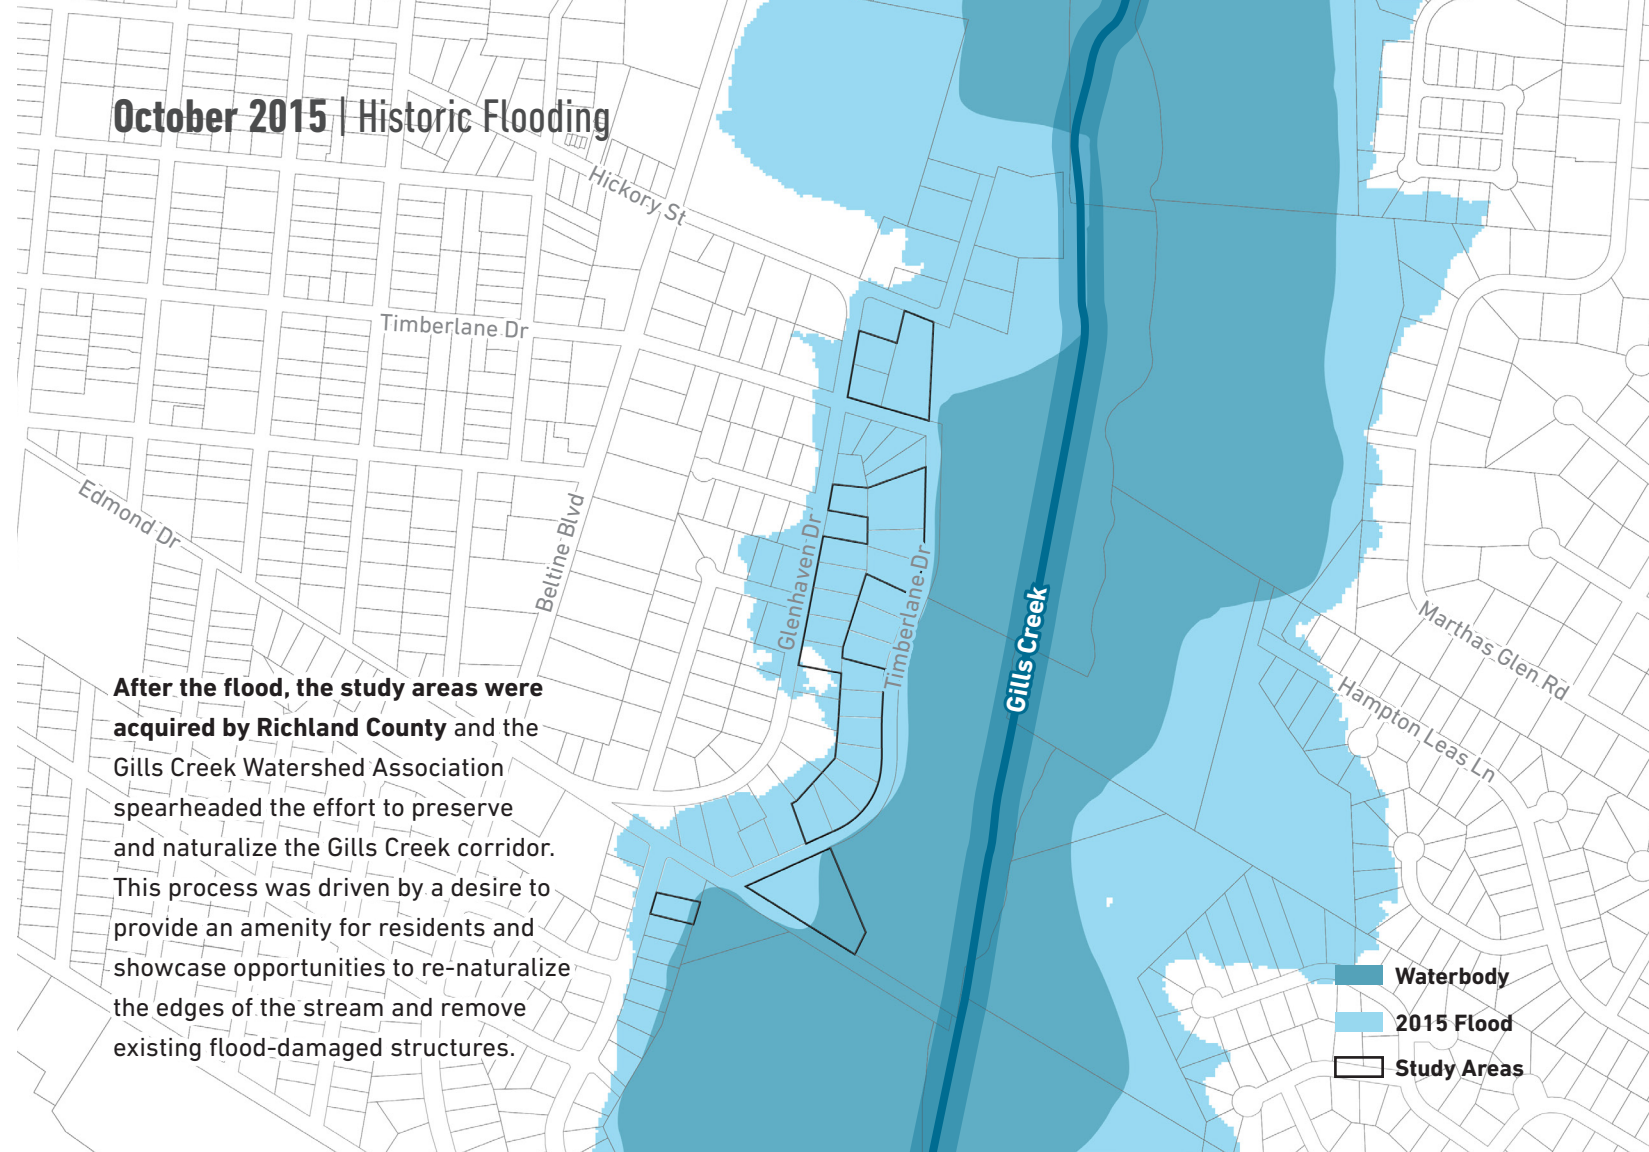 October 2015 | Historic Flooding
Hickory St
Timberlane Dr
Edmond Dr
Beltine Blvd
Glenhaven Dr
Timberlane Dr
Gills Creek
Marthas Glen Rd
Hampton Leas Ln
After the flood, the study areas were
acquired by Richland County and the
Gills Creek Watershed Association
spearheaded the effort to preserve
and naturalize the Gills Creek corridor.
This process was driven by a desire to
provide an amenity for residents and
showcase opportunities to re-naturalize
the edges of the stream and remove
existing flood-damaged structures.
Waterbody
2015 Flood
Study Areas